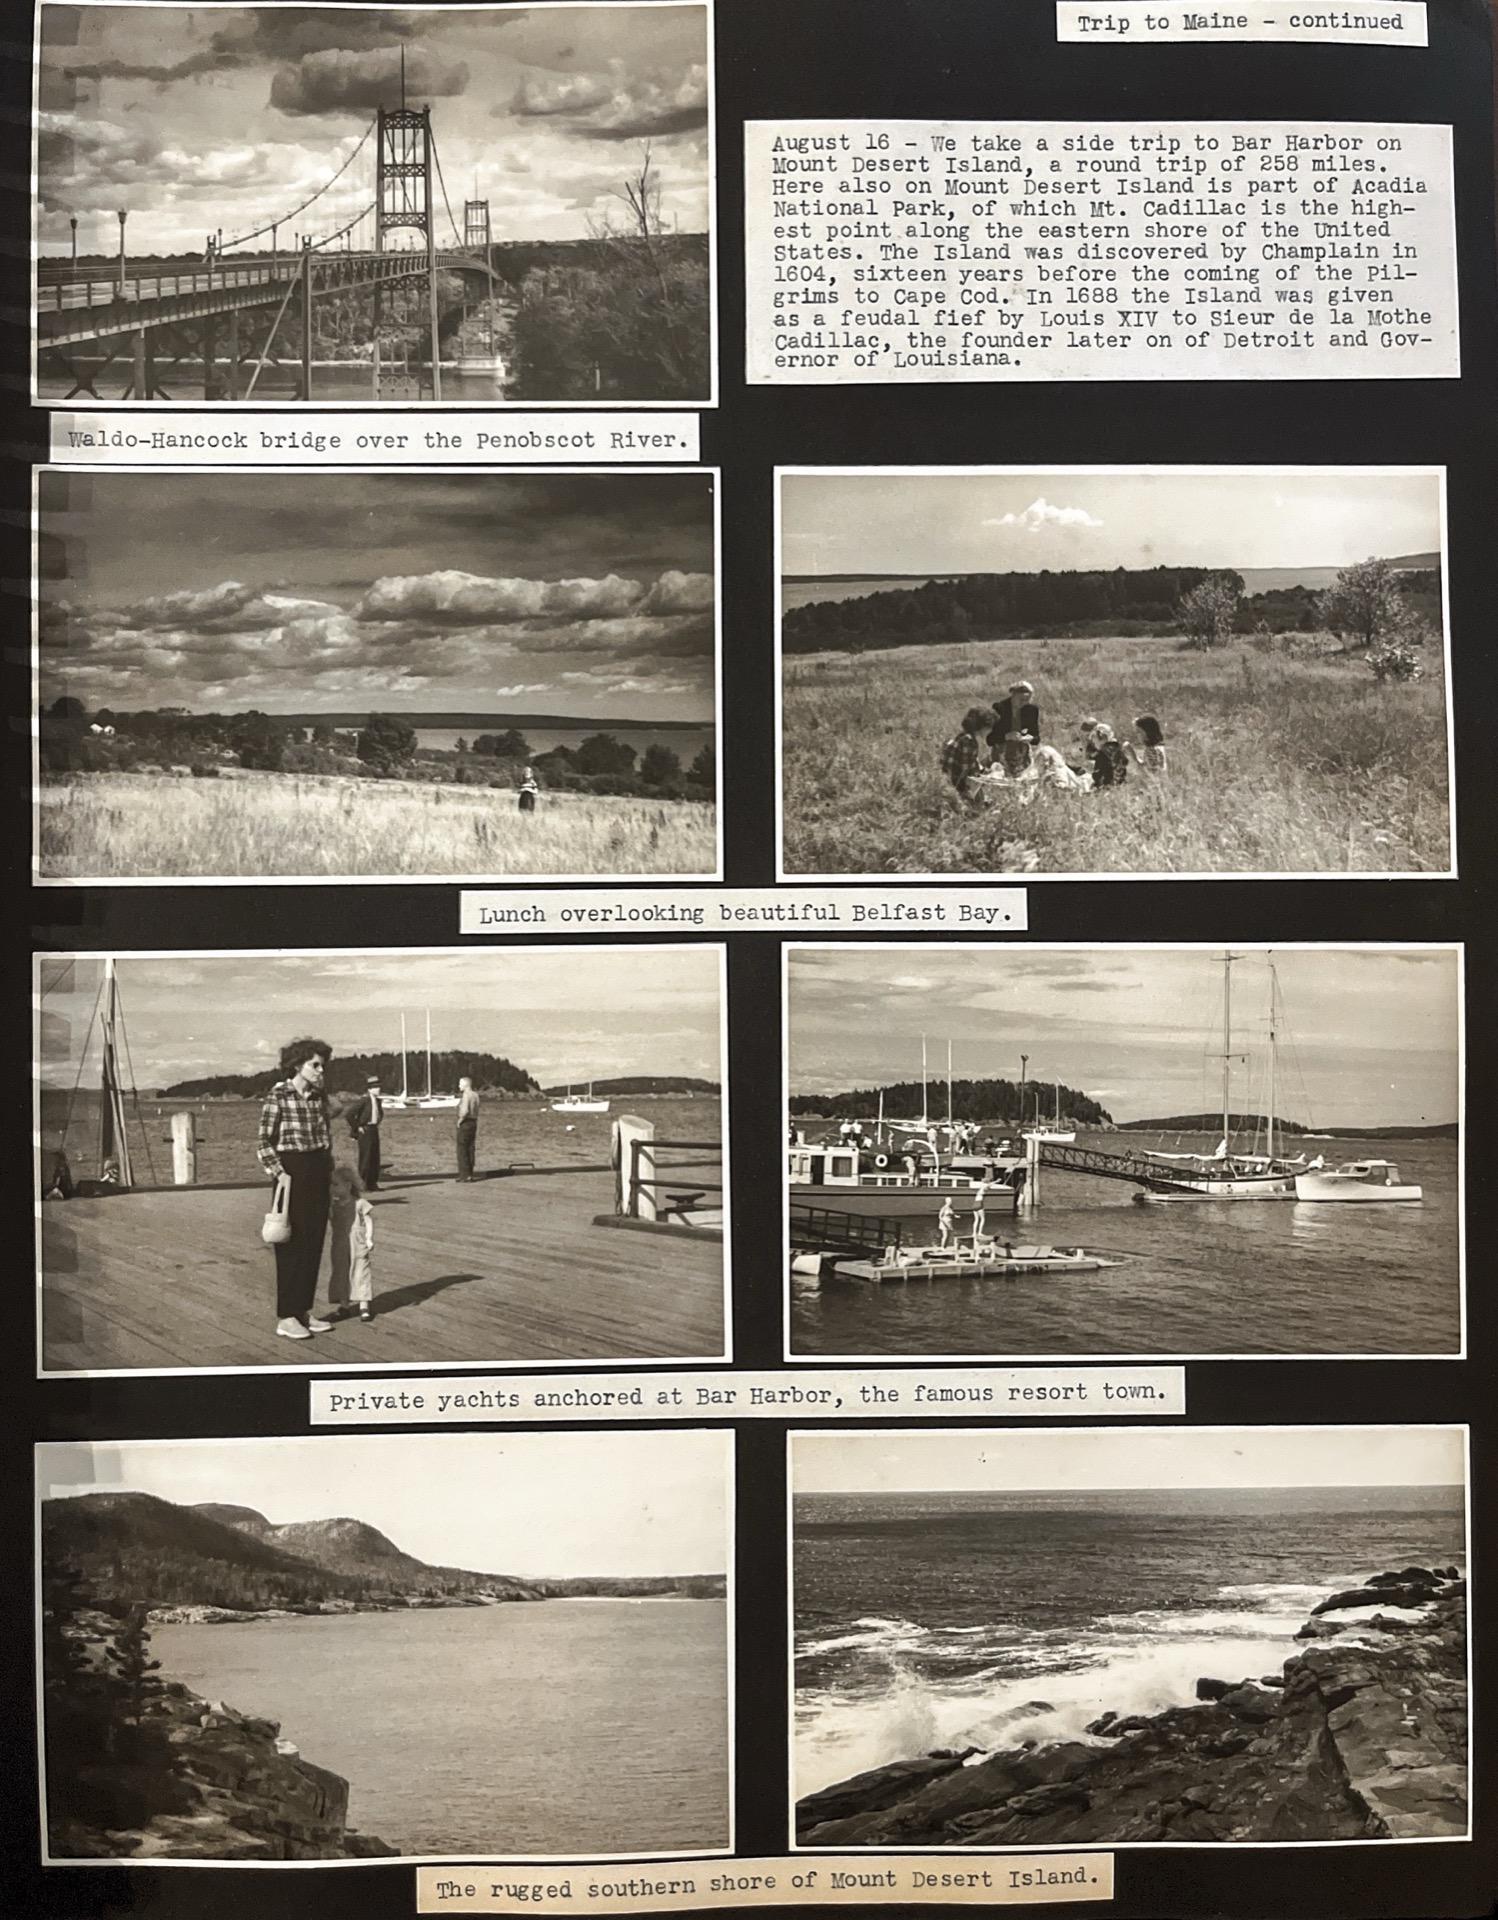 Trip to Maine - continued
August 16 - We take a side trip to Bar Harbor on
Mount Desert Island, a round trip of 258 miles.
Here also on Mount Desert Island is part of Acadia
National Park, of which Mt. Cadillac is the high-
est point along the eastern shore of the United
States. The Island was discovered by Champlain in
1604, sixteen years before the coming of the Pil-
grims to Cape Cod. In 1688 the Island was given
as a feudal fief by Louis XIV to Sieur de la Mothe
Cadillac, the founder later on of Detroit and Gov-
ernor of Louisiana.
Waldo-Hancock bridge over the Penobscot River.
Lunch overlooking beautiful Belfast Bay.
Private yachts anchored at Bar Harbor, the famous resort town.
The rugged southern shore of Mount Desert Island.